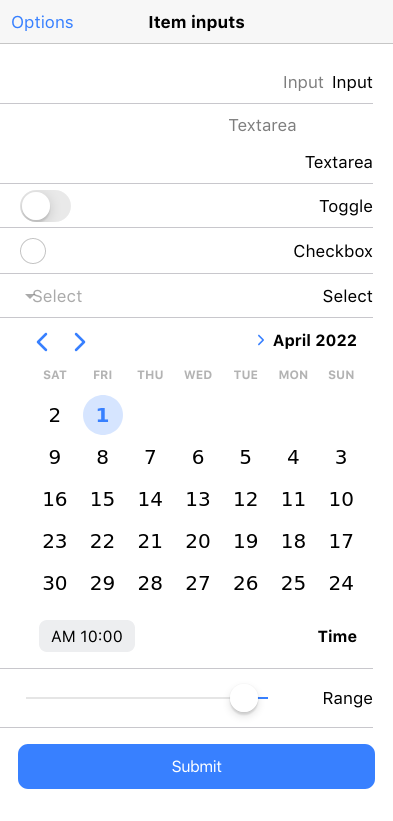 Options Item inputs
Input Input
Textarea
Textarea
Toggle
Checkbox
Select Select
April 2022
SAT FRI THU WED TUE MON SUN
2 1
9 8 7 6 5 4 3
16 15 14 13 12 11 10
23 22 21 20 19 18 17
30 29 28 27 26 25 24
AM 10:00 Time
Range
Submit